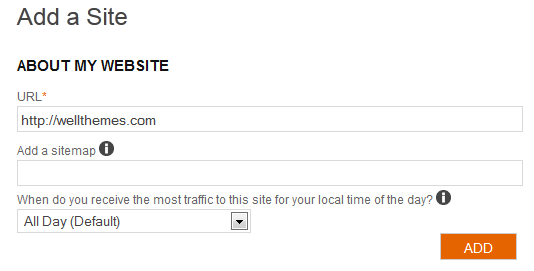 Add a Site
ABOUT MY WEBSITE
URL*
http://wellthemes.com
Add a sitemap
When do you receive the most traffic to this site for your local time of the day?
All Day (Default)
ADD